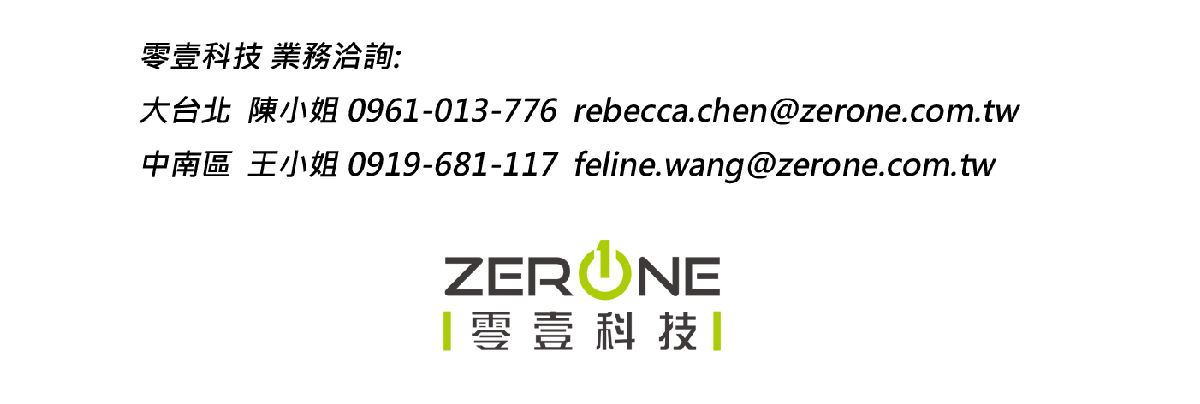 零壹科技 業務洽詢:
大台北 陳小姐 0961-013-776 rebecca.chen@zerone.com.tw
中南區 王小姐 0919-681-117 feline.wang@zerone.com.tw
ZERONE
零壹科技